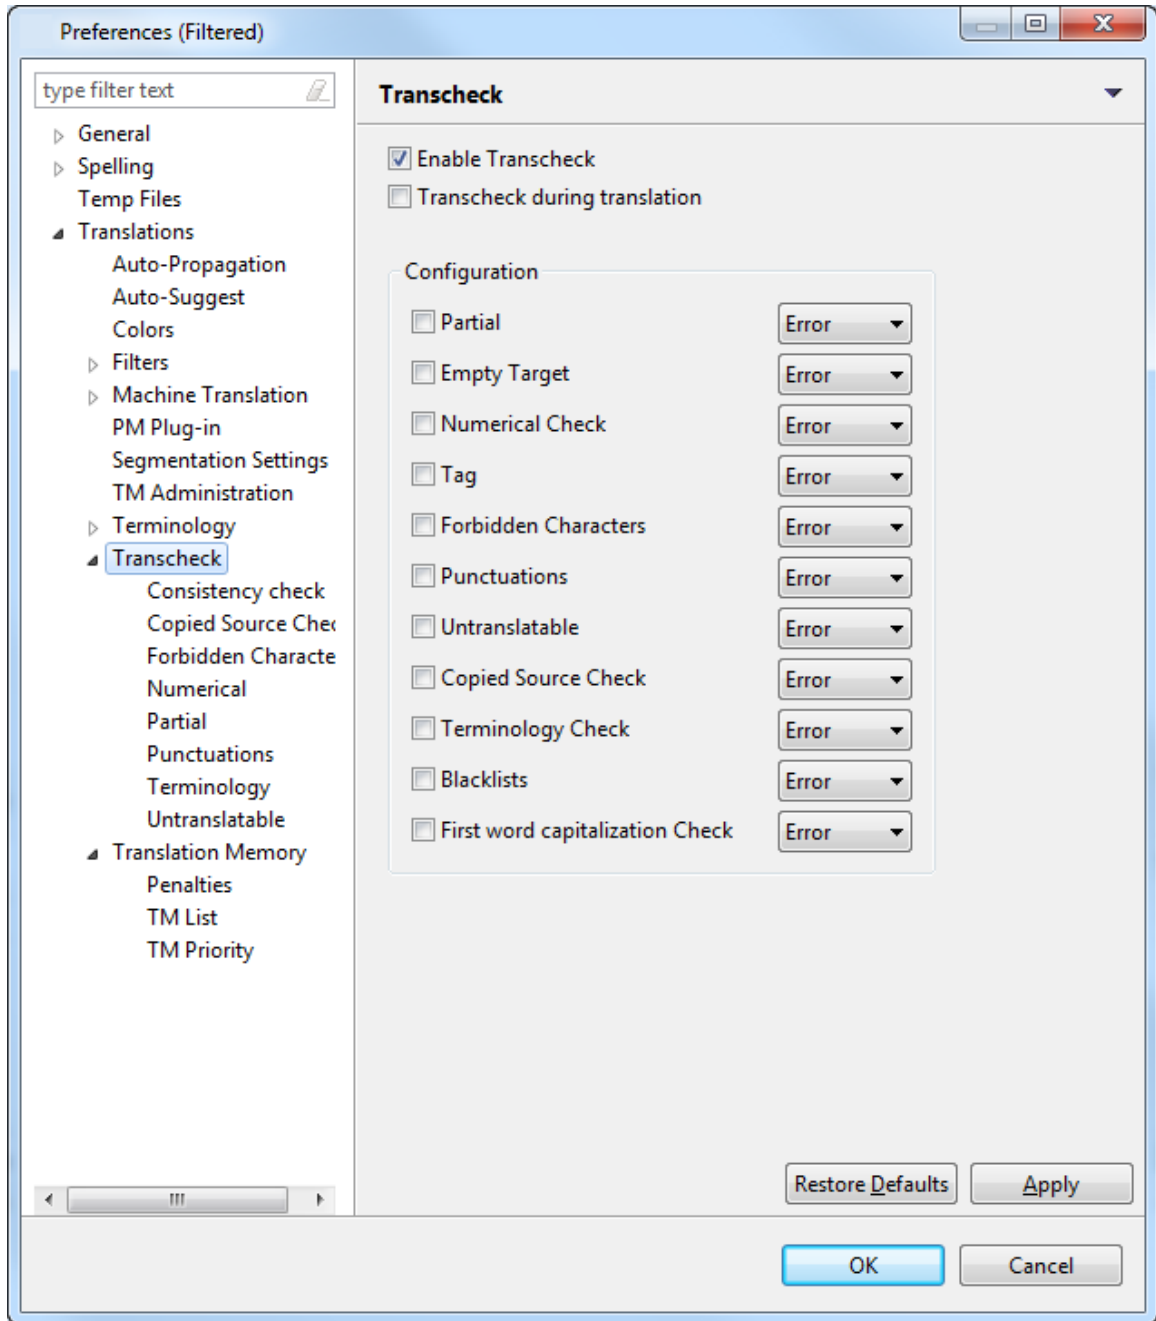 Preferences (Filtered)
type filter text
General
Spelling
Temp Files
Translations
Auto-Propagation
Auto-Suggest
Colors
Filters
Machine Translation
PM Plug-in
Segmentation Settings
TM Administration
Terminology
Transcheck
Consistency check
Copied Source Chec
Forbidden Characte
Numerical
Partial
Punctuations
Terminology
Untranslatable
Translation Memory
Penalties
TM List
TM Priority
Transcheck
Enable Transcheck
Transcheck during translation
Configuration
Partial Error
Empty Target Error
Numerical Check Error
Tag Error
Forbidden Characters Error
Punctuations Error
Untranslatable Error
Copied Source Check Error
Terminology Check Error
Blacklists Error
First word capitalization Check Error
Restore Defaults Apply
OK Cancel